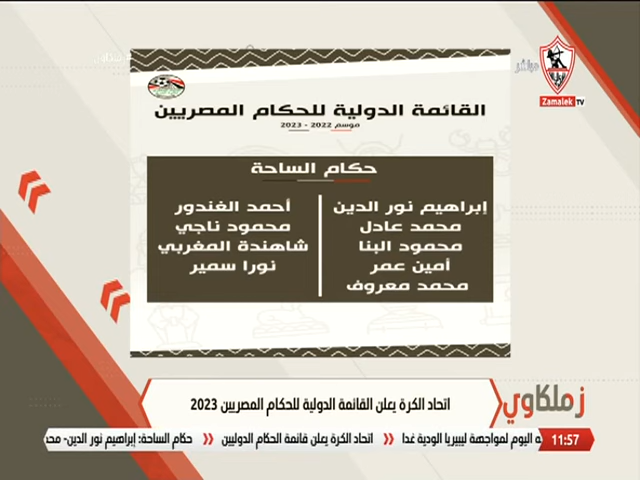 مباشر
Zamalek TV
القائمة الدولية للحكام المصريين
موسم 2022 - 2023
حكام الساحة
إبراهيم نور الدين
محمد عادل
محمود البنا
أمين عمر
محمد معروف
أحمد الغندور
محمود ناجي
شاهندة المغربي
نورا سمير
اتحاد الكرة يعلن القائمة الدولية للحكام المصريين 2023
زملكاوي
11:57
اليوم لمواجهة ليبيريا الودية غدا
اتحاد الكرة يعلن قائمة الحكام الدوليين
حكام الساحة: إبراهيم نور الدين-